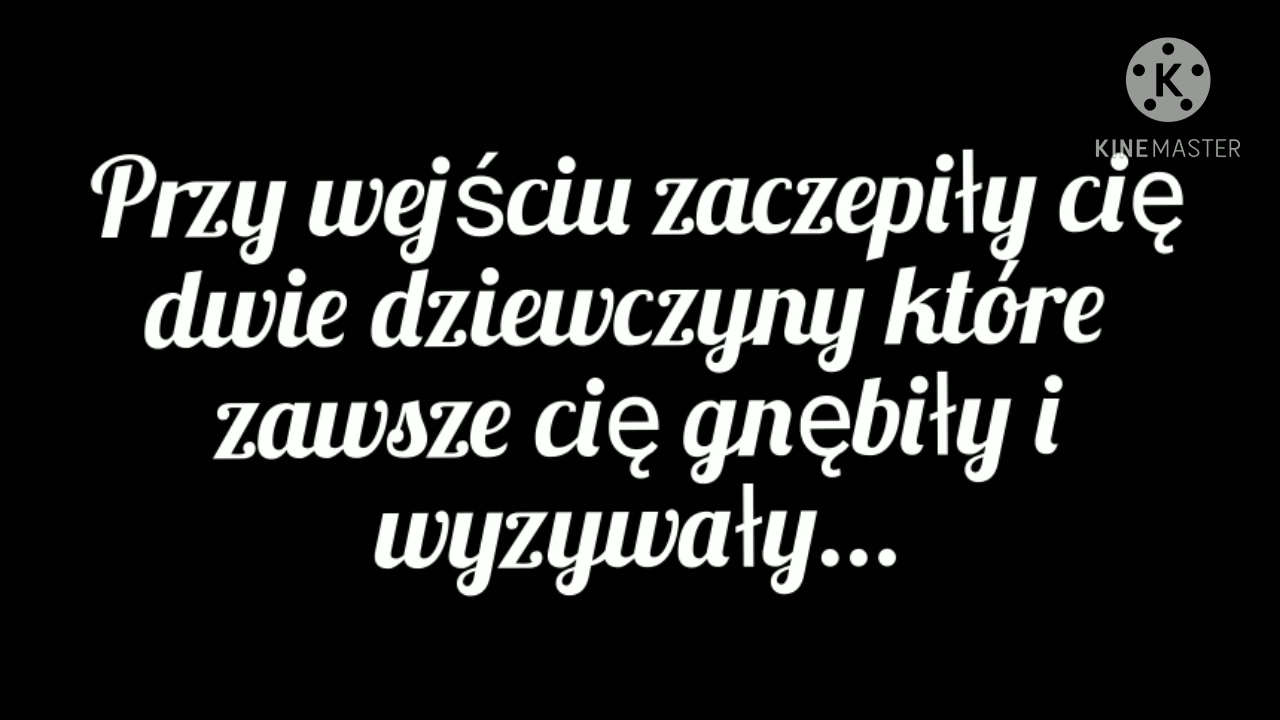 K
KINEMASTER
Przy wejściu zaczepiły cię
dwie dziewczyny które
zawsze cię gnębiły i
wyzywały...